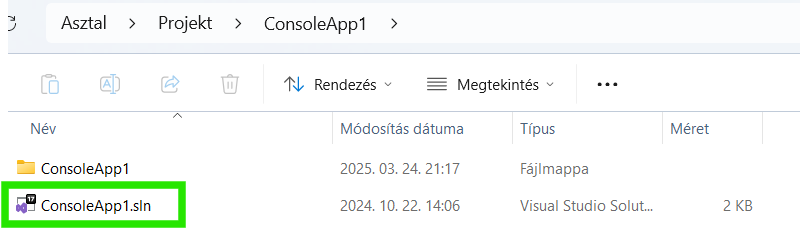 Asztal > Projekt > ConsoleApp1 >
Rendezés Megtekintés
Név Módosítás dátuma Típus Méret
ConsoleApp1 2025. 03. 24. 21:17 Fájlmappa
17
ConsoleApp1.sln 2024. 10. 22. 14:06 Visual Studio Solut... 2 KB